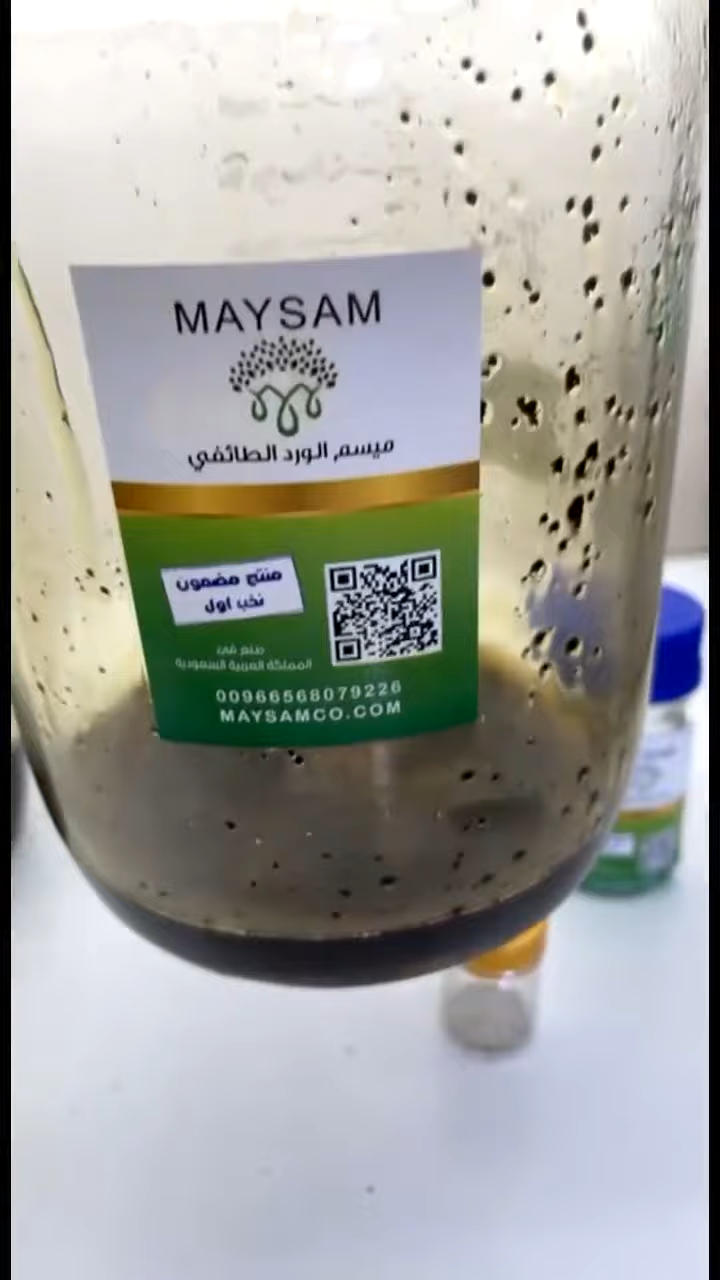 MAYSAM
ميسم الورد الطائفي
منتج مضمون
نخب اول
صنع في
المملكة العربية السعودية
00966568079226
MAYSAMCO.COM